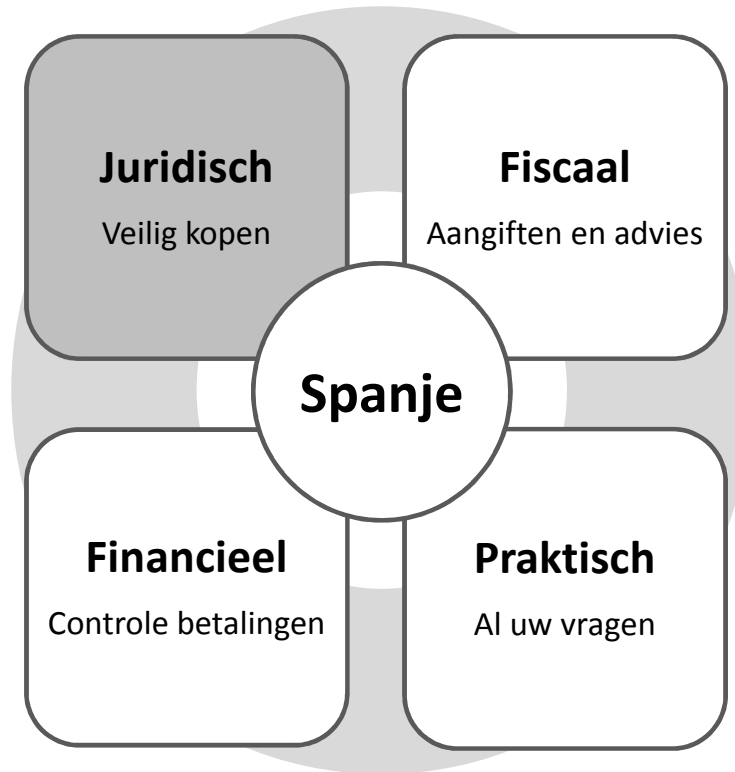 Juridisch
Veilig kopen
Fiscaal
Aangiften en advies
Spanje
Financieel
Controle betalingen
Praktisch
Al uw vragen